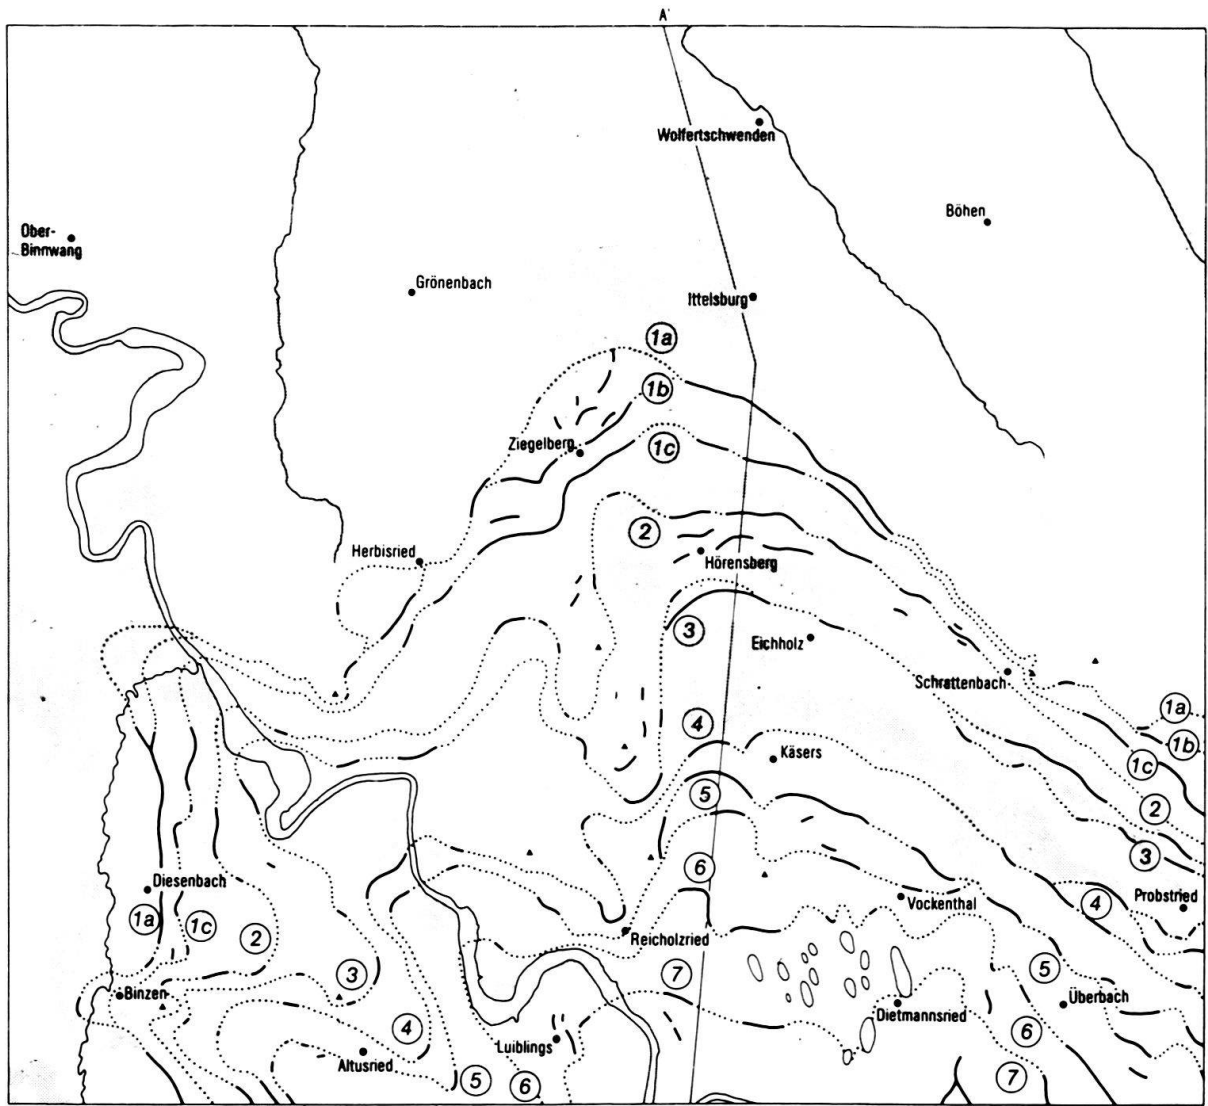 A'
Wolfertschwenden
Böhen
Ober-
Binnwang
Grönenbach
Ittelsburg
1a
1b
Ziegelberg
1c
2
Herbisried
Hörensberg
3
Eichholz
Schrattenbach
1a
4
1b
Käsers
1c
5
2
3
6
Diesenbach
4
Probstried
Vockenthal
1a
1c
2
Reicholzried
3
7
5
Binzen
Überbach
Dietmannsried
4
6
Luiblings
Altusried
5
6
7